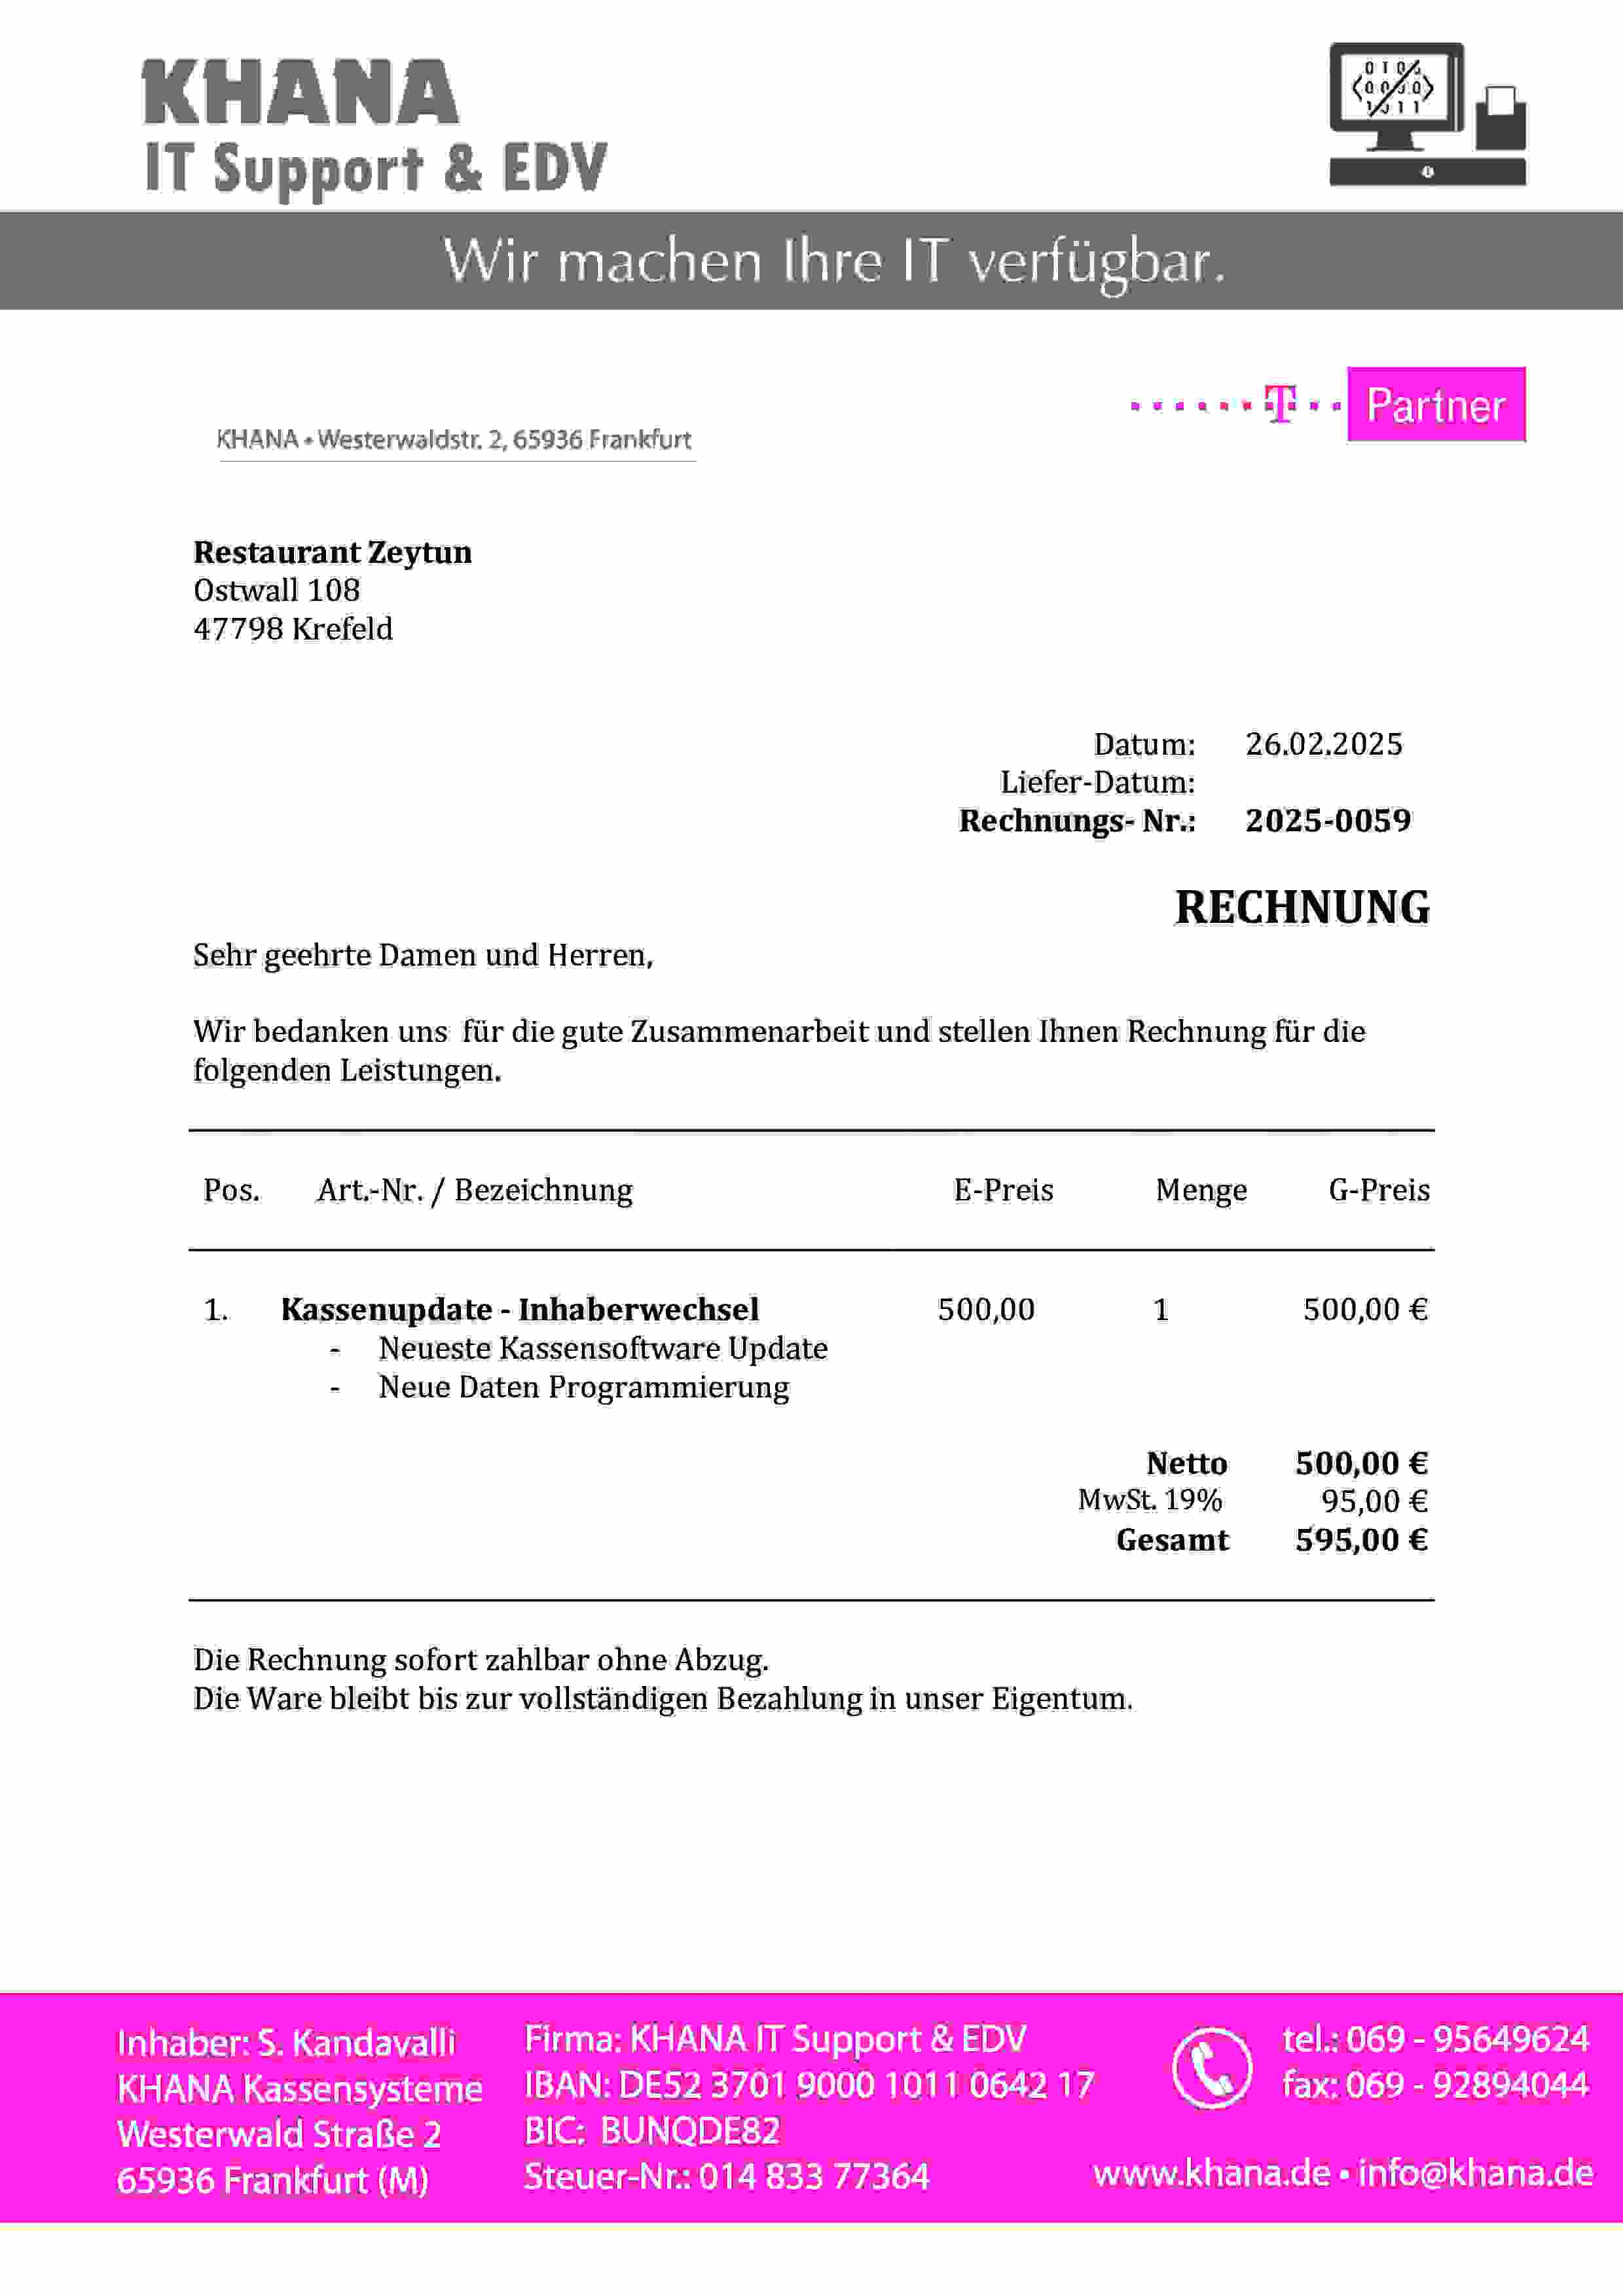 KHANA
IT Support & EDV
Wir machen Ihre IT verfügbar.
T Partner
KHANA • Westerwaldstr. 2, 65936 Frankfurt
Restaurant Zeytun
Ostwall 108
47798 Krefeld
Datum: 26.02.2025
Liefer-Datum:
Rechnungs- Nr.: 2025-0059
RECHNUNG
Sehr geehrte Damen und Herren,
Wir bedanken uns für die gute Zusammenarbeit und stellen Ihnen Rechnung für die
folgenden Leistungen.
Pos. Art.-Nr. / Bezeichnung E-Preis Menge G-Preis
1. Kassenupdate - Inhaberwechsel 500,00 1 500,00 €
- Neueste Kassensoftware Update
- Neue Daten Programmierung
Netto 500,00 €
MwSt. 19% 95,00 €
Gesamt 595,00 €
Die Rechnung sofort zahlbar ohne Abzug.
Die Ware bleibt bis zur vollständigen Bezahlung in unser Eigentum.
Inhaber: S. Kandavalli
KHANA Kassensysteme
Westerwald Straße 2
65936 Frankfurt (M)
Firma: KHANA IT Support & EDV
IBAN: DE52 3701 9000 1011 0642 17
BIC: BUNQDE82
Steuer-Nr.: 014 833 77364
tel.: 069 - 95649624
fax: 069 - 92894044
www.khana.de • info@khana.de